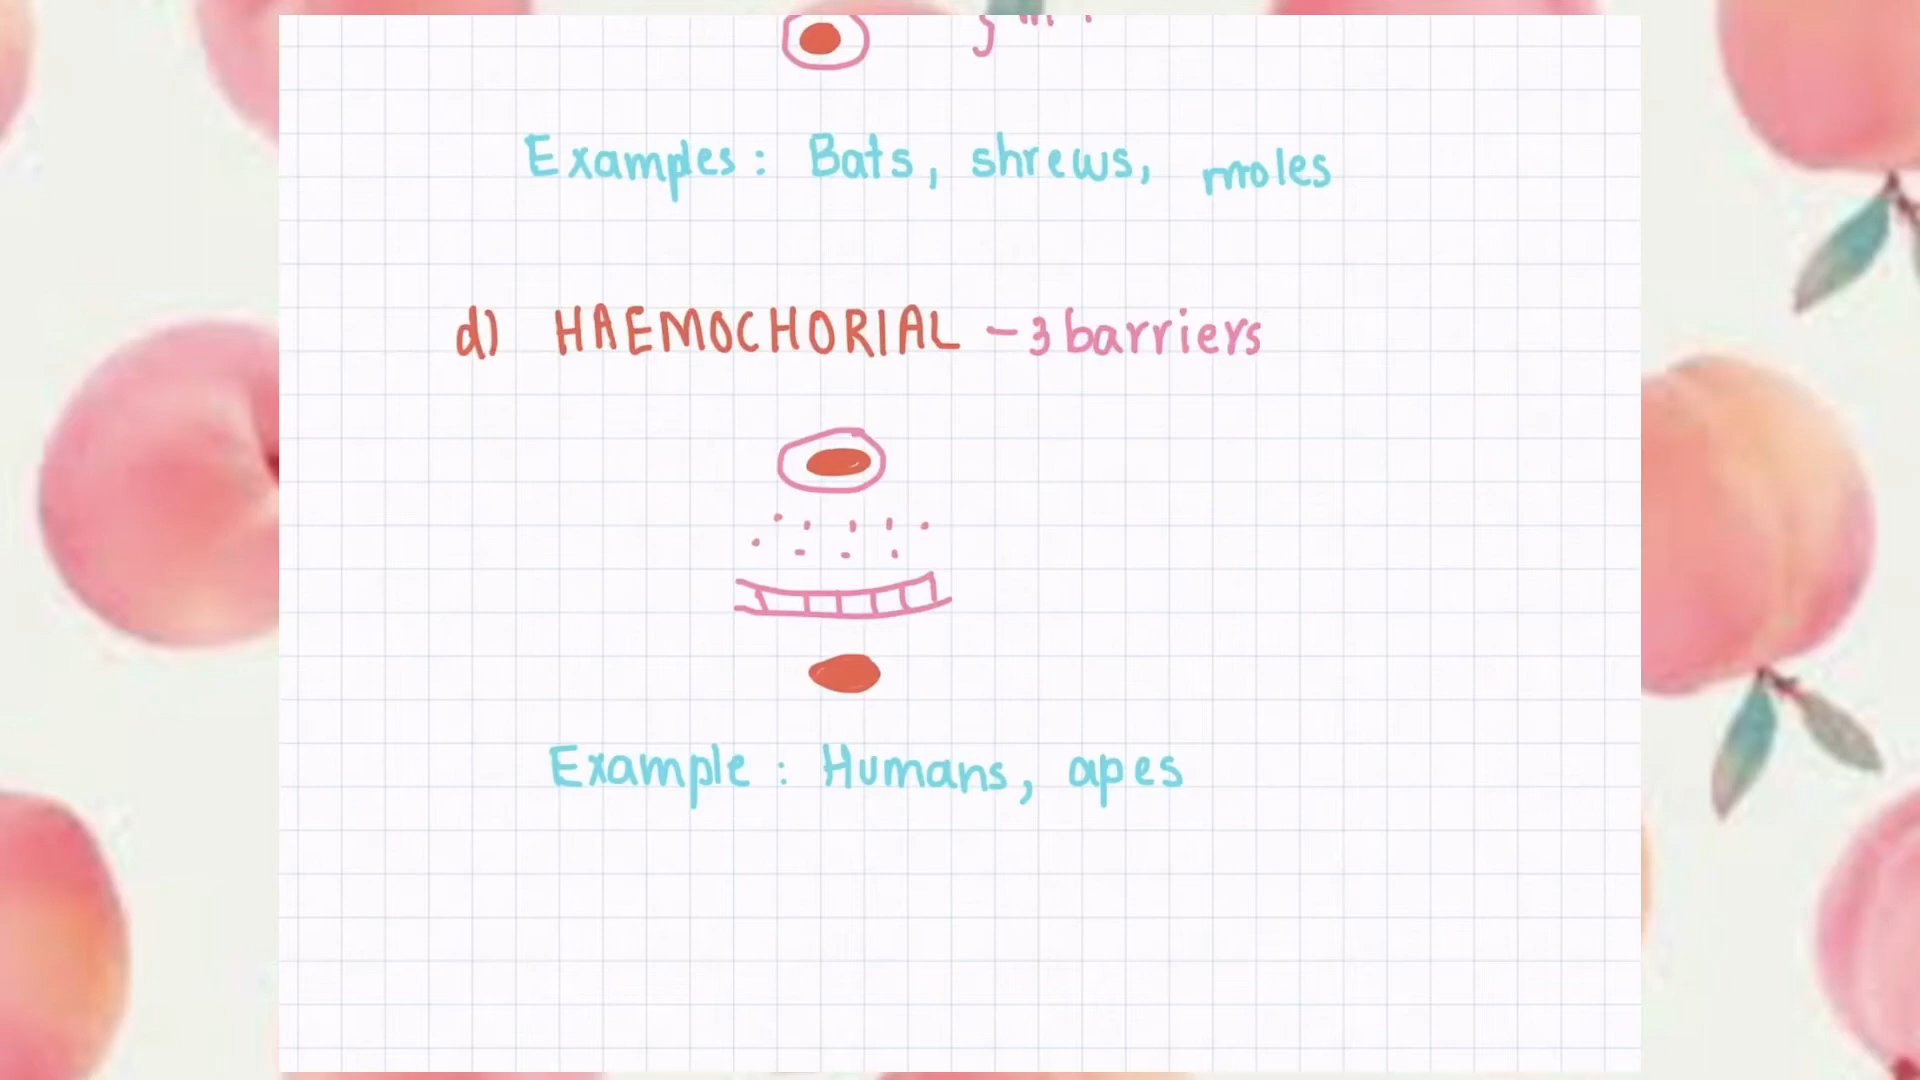 Examples: Bats, shrews, moles
d) HAEMOCHORIAL - 3 barriers
Example: Humans, apes